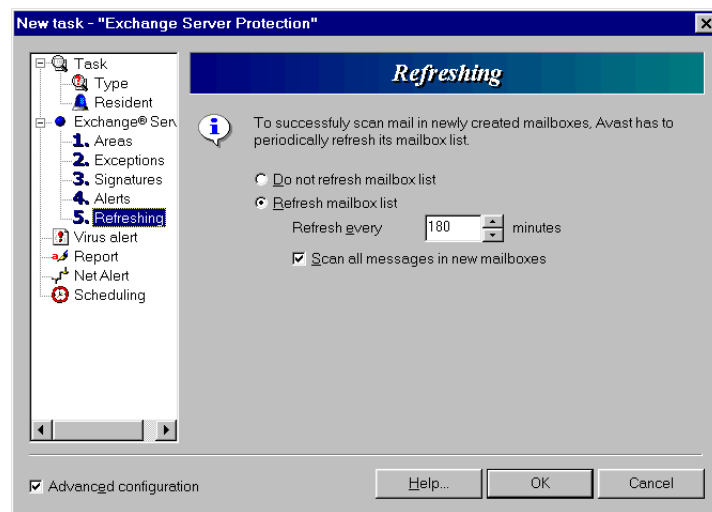 New task - "Exchange Server Protection"
Task
Type
Resident
Exchange® Serv
1. Areas
2. Exceptions
3. Signatures
4. Alerts
5. Refreshing
Virus alert
Report
Net Alert
Scheduling
Refreshing
To successfuly scan mail in newly created mailboxes, Avast has to
periodically refresh its mailbox list.
Do not refresh mailbox list
Refresh mailbox list
Refresh every 180 minutes
Scan all messages in new mailboxes
Advanced configuration
Help...
OK
Cancel